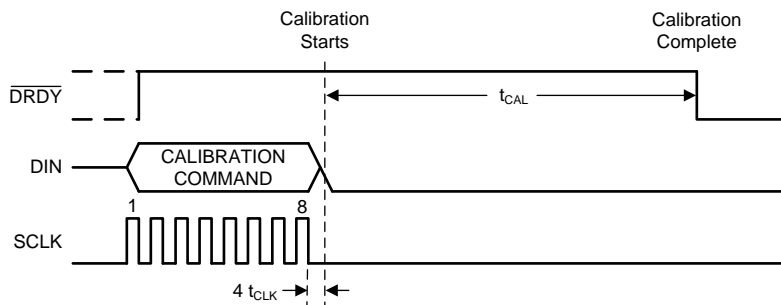 Calibration
Starts
Calibration
Complete
DRDY
tCAL
DIN
CALIBRATION
COMMAND
1
8
SCLK
4 tCLK